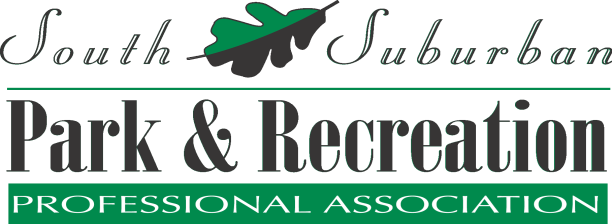 South Suburban
Park & Recreation
PROFESSIONAL ASSOCIATION